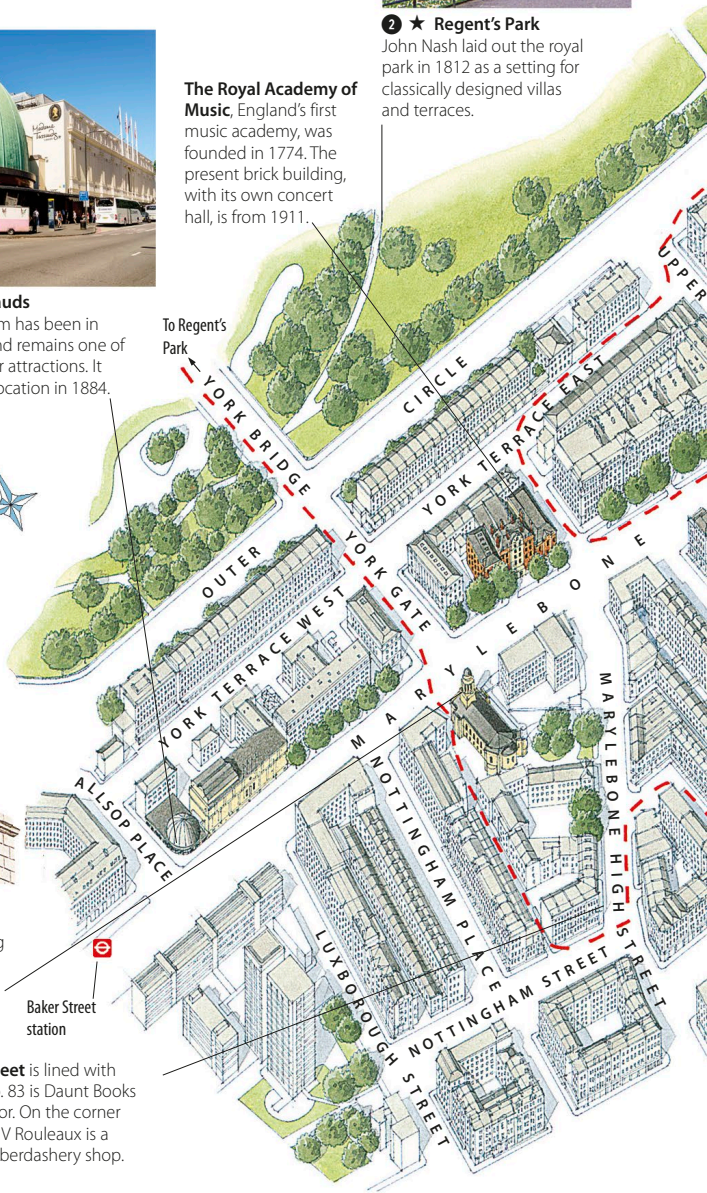 2 ★ Regent's Park
John Nash laid out the royal
park in 1812 as a setting for
classically designed villas
and terraces.
The Royal Academy of
Music, England's first
music academy, was
founded in 1774. The
present brick building,
with its own concert
hall, is from 1911.
Madame
Tussauds
auds
m has been in
nd remains one of
r attractions. It
ocation in 1884.
To Regent's
Park
YORK BRIDGE
CIRCLE
UPPER
YORK TERRACE EAST
YORK GATE
OUTER
YORK TERRACE WEST
MARYLEBONE
ALLSOP PLACE
NOTTINGHAM PLACE
MARYLEBONE HIGH STREET
LUXBOROUGH STREET
NOTTINGHAM STREET
g
Baker Street
station
eet is lined with
. 83 is Daunt Books
or. On the corner
V Rouleaux is a
berdashery shop.